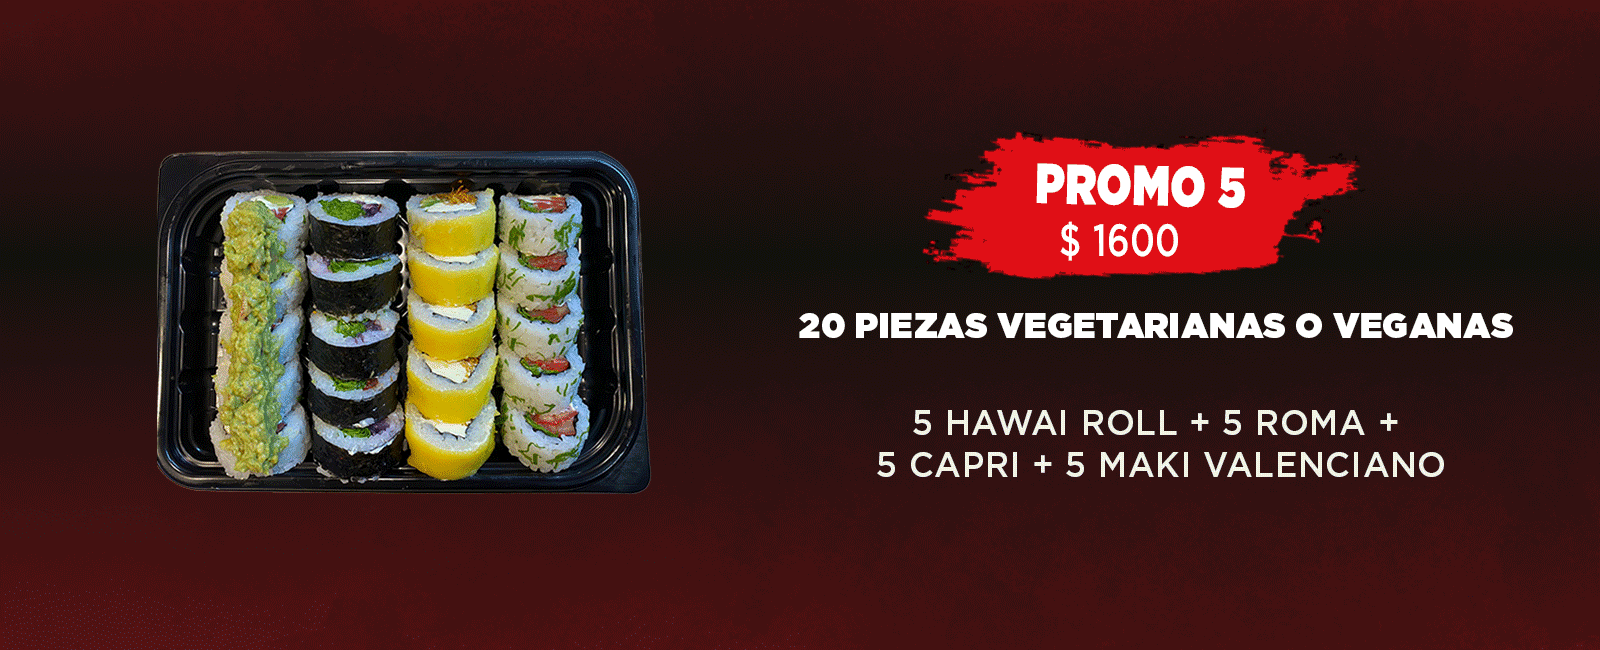 PROMO 5
$ 1600
20 PIEZAS VEGETARIANAS O VEGANAS
5 HAWAI ROLL + 5 ROMA +
5 CAPRI + 5 MAKI VALENCIANO